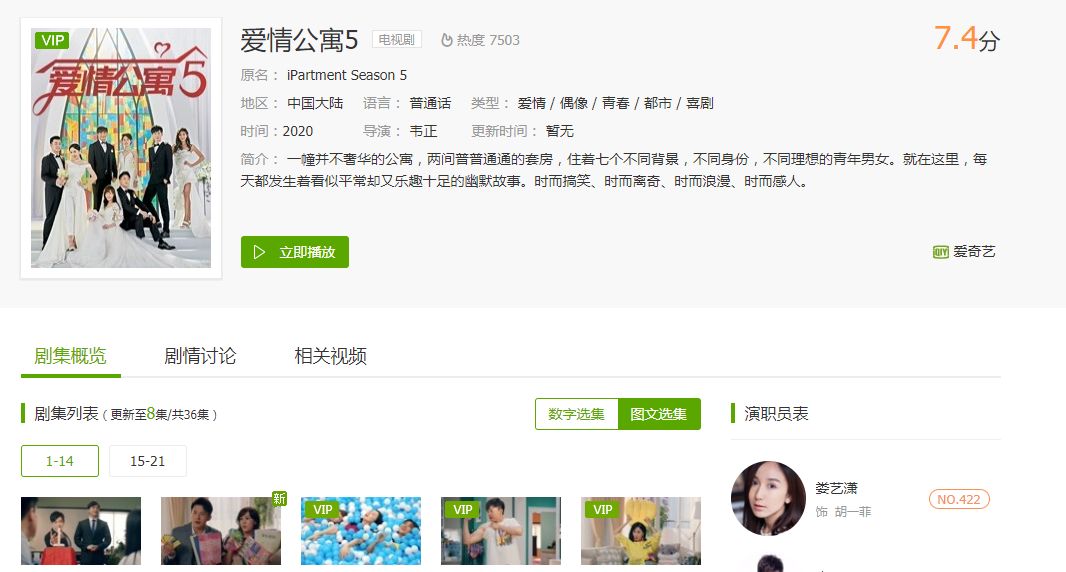 VIP
爱情公寓5
爱情公寓5 电视剧 热度 7503
7.4分
原名： iPartment Season 5
地区： 中国大陆 语言： 普通话 类型： 爱情 / 偶像 / 青春 / 都市 / 喜剧
时间：2020 导演： 韦正 更新时间： 暂无
简介： 一幢并不奢华的公寓，两间普普通通的套房，住着七个不同背景，不同身份，不同理想的青年男女。就在这里，每
天都发生着看似平常却又乐趣十足的幽默故事。时而搞笑、时而离奇、时而浪漫、时而感人。
立即播放
QIY 爱奇艺
剧集概览 剧情讨论 相关视频
剧集列表 ( 更新至8集/共36集 )
数字选集 图文选集
演职员表
1-14 15-21
新
VIP VIP VIP
娄艺潇
饰 胡一菲
NO.422